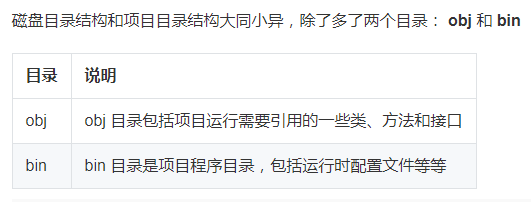 磁盘目录结构和项目目录结构大同小异，除了多了两个目录： obj 和 bin
目录 说明
obj obj 目录包括项目运行需要引用的一些类、方法和接口
bin bin 目录是项目程序目录，包括运行时配置文件等等